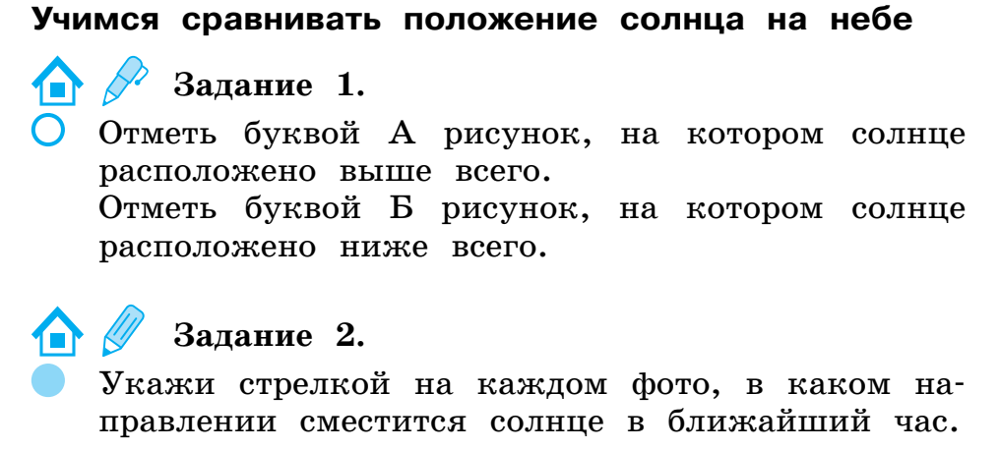 Учимся сравнивать положение солнца на небе
Задание 1.
Отметь буквой А рисунок, на котором солнце
расположено выше всего.
Отметь буквой Б рисунок, на котором солнце
расположено ниже всего.
Задание 2.
Укажи стрелкой на каждом фото, в каком на-
правлении сместится солнце в ближайший час.